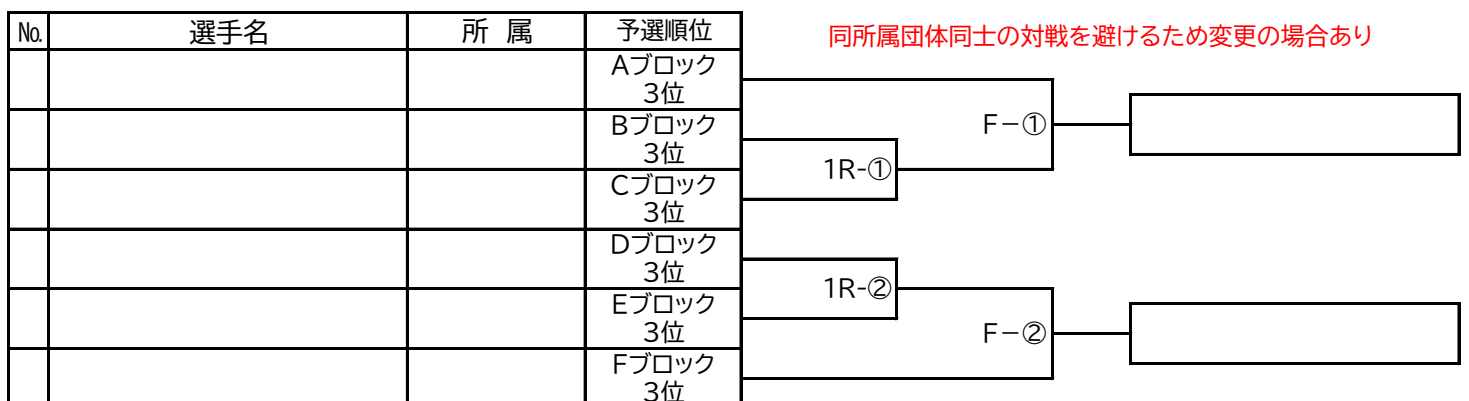 No. 選手名 所 属 予選順位
同所属団体同士の対戦を避けるため変更の場合あり
Aブロック
3位
Bブロック
3位
Cブロック
3位
Dブロック
3位
Eブロック
3位
Fブロック
3位
F-①
1R-①
1R-②
F-②